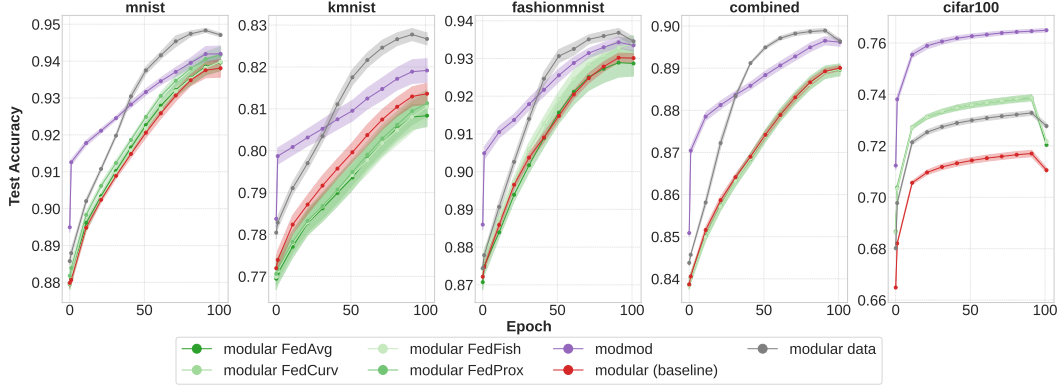 mnist
kmnist
fashionmnist
combined
cifar100
Test Accuracy
0.95
0.94
0.93
0.92
0.91
0.90
0.89
0.88
0.83
0.82
0.81
0.80
0.79
0.78
0.77
0.94
0.93
0.92
0.91
0.90
0.89
0.88
0.87
0.90
0.89
0.88
0.87
0.86
0.85
0.84
0.76
0.74
0.72
0.70
0.68
0.66
0 50 100
0 50 100
0 50 100
0 50 100
0 50 100
Epoch
modular FedAvg modular FedFish modmod modular data
modular FedCurv modular FedProx modular (baseline)